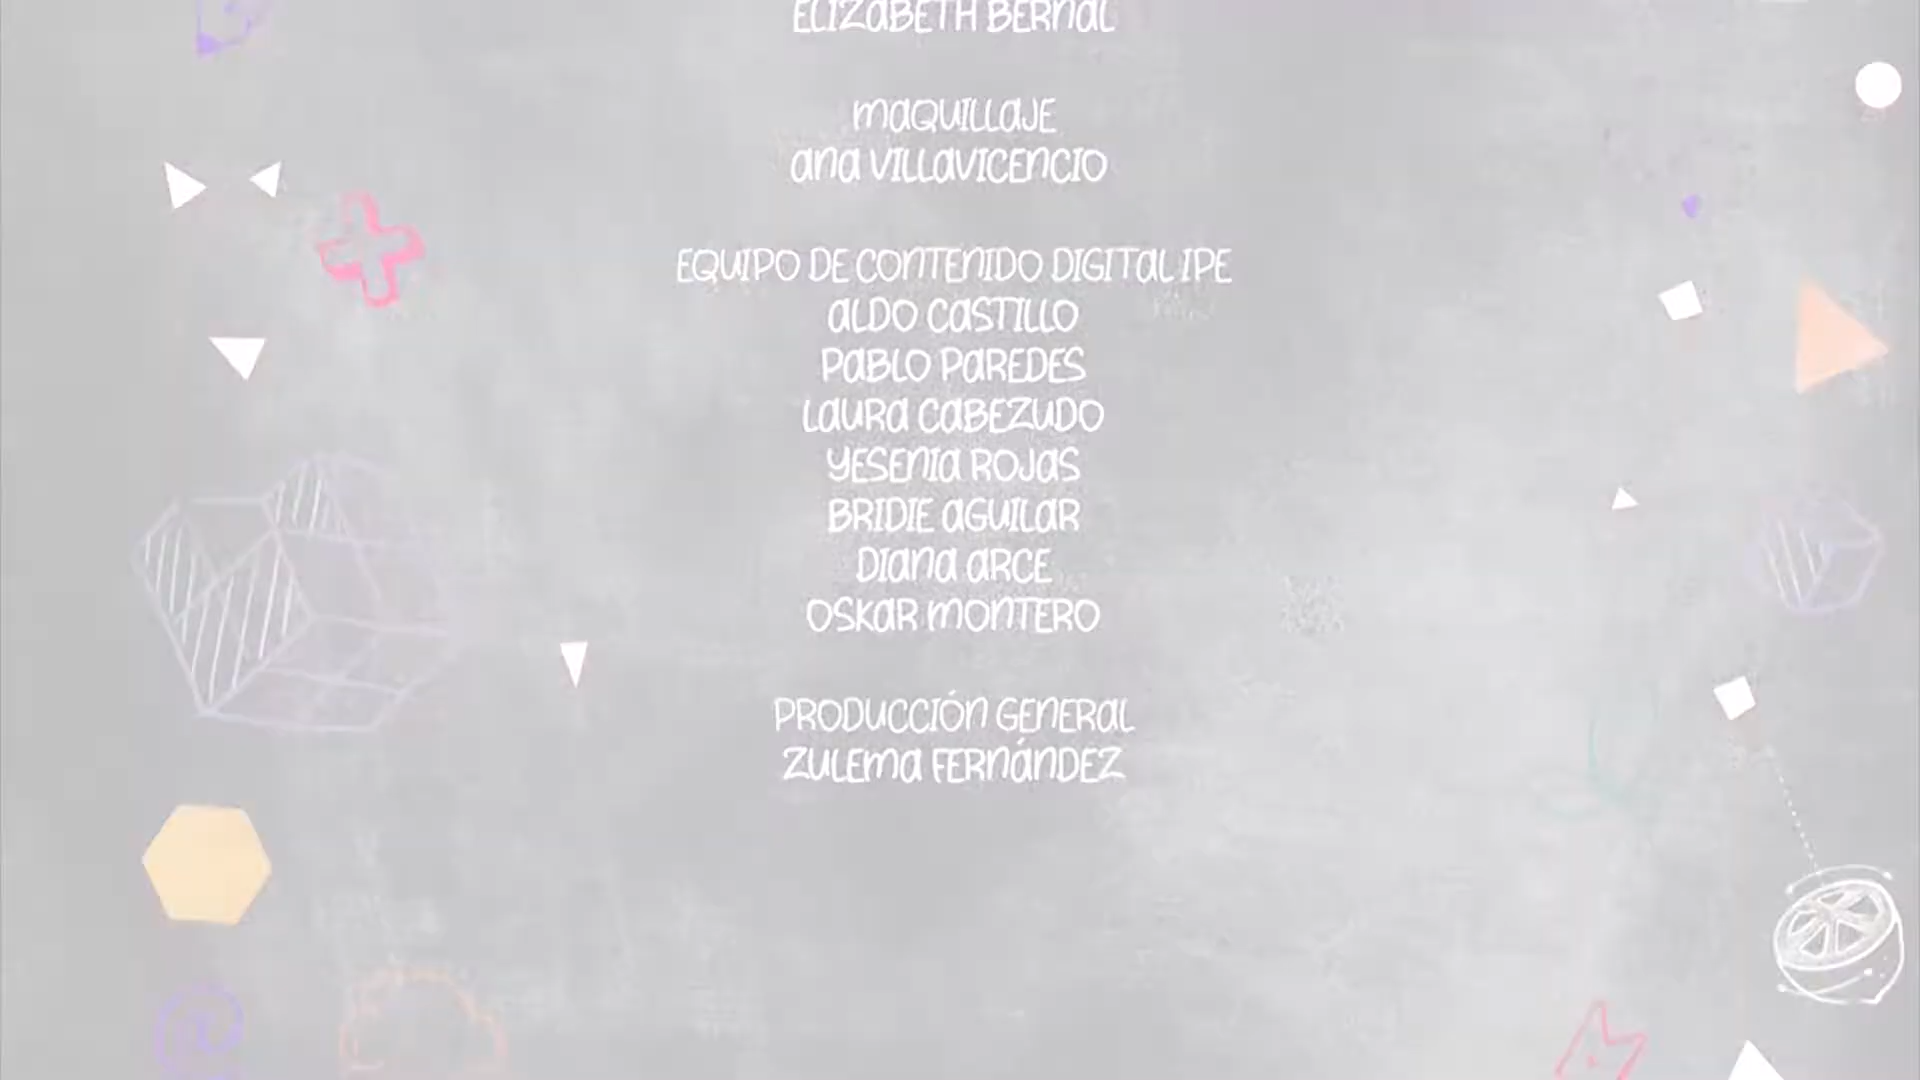 ELIZABETH BERNAL
MAQUILLAJE
ANA VILLAVICENCIO
EQUIPO DE CONTENIDO DIGITAL IPE
ALDO CASTILLO
PABLO PAREDES
LAURA CABEZUDO
YESENIA ROJAS
BRIDIE AGUILAR
DIANA ARCE
OSKAR MONTERO
PRODUCCIÓN GENERAL
ZULEMA FERNÁNDEZ